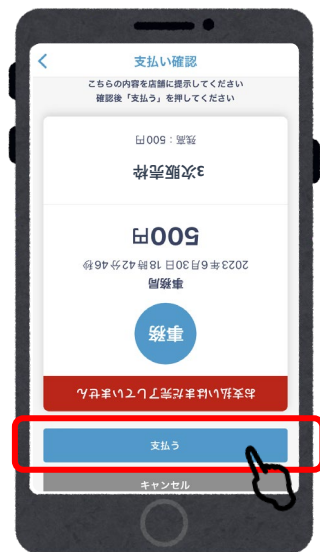 支払い確認
こちらの内容を店舗に提示してください
確認後「支払う」を押してください
お支払いはまだ完了していません
事務
事務局
2023年6月30日 18時42分46秒
500円
3次販売枠
残高：500円
支払う
キャンセル